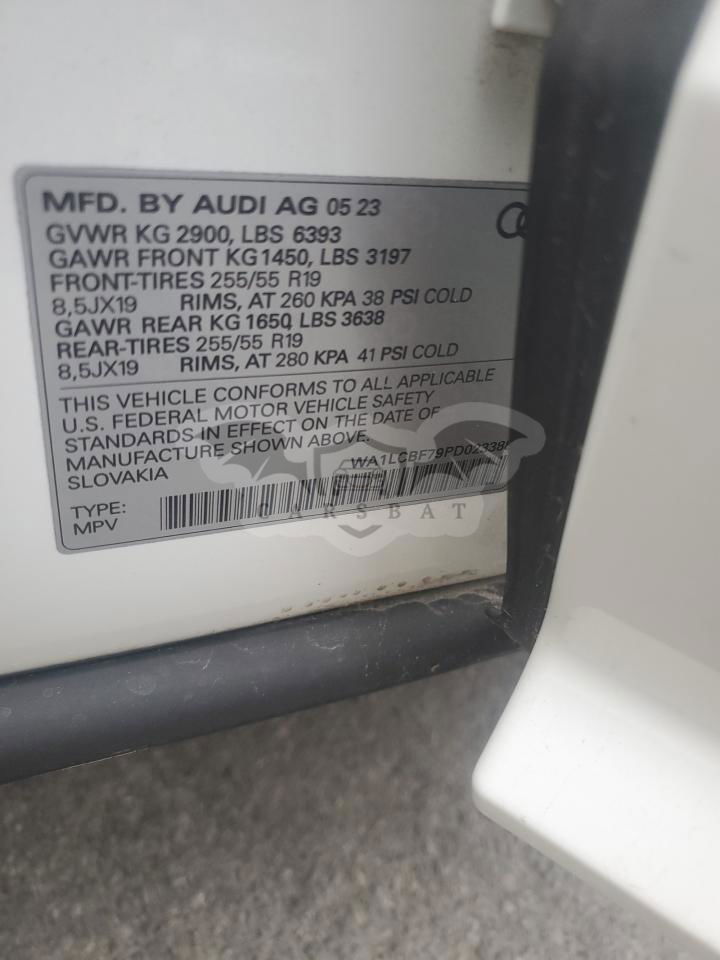 MFD. BY AUDI AG 05 23
GVWR KG 2900, LBS 6393
GAWR FRONT KG 1450, LBS 3197
FRONT-TIRES 255/55 R19
8,5JX19 RIMS, AT 260 KPA 38 PSI COLD
GAWR REAR KG 1650, LBS 3638
REAR-TIRES 255/55 R19
8,5JX19 RIMS, AT 280 KPA 41 PSI COLD
THIS VEHICLE CONFORMS TO ALL APPLICABLE
U.S. FEDERAL MOTOR VEHICLE SAFETY
STANDARDS IN EFFECT ON THE DATE OF
MANUFACTURE SHOWN ABOVE.
SLOVAKIA
TYPE:
MPV
CARSBAT